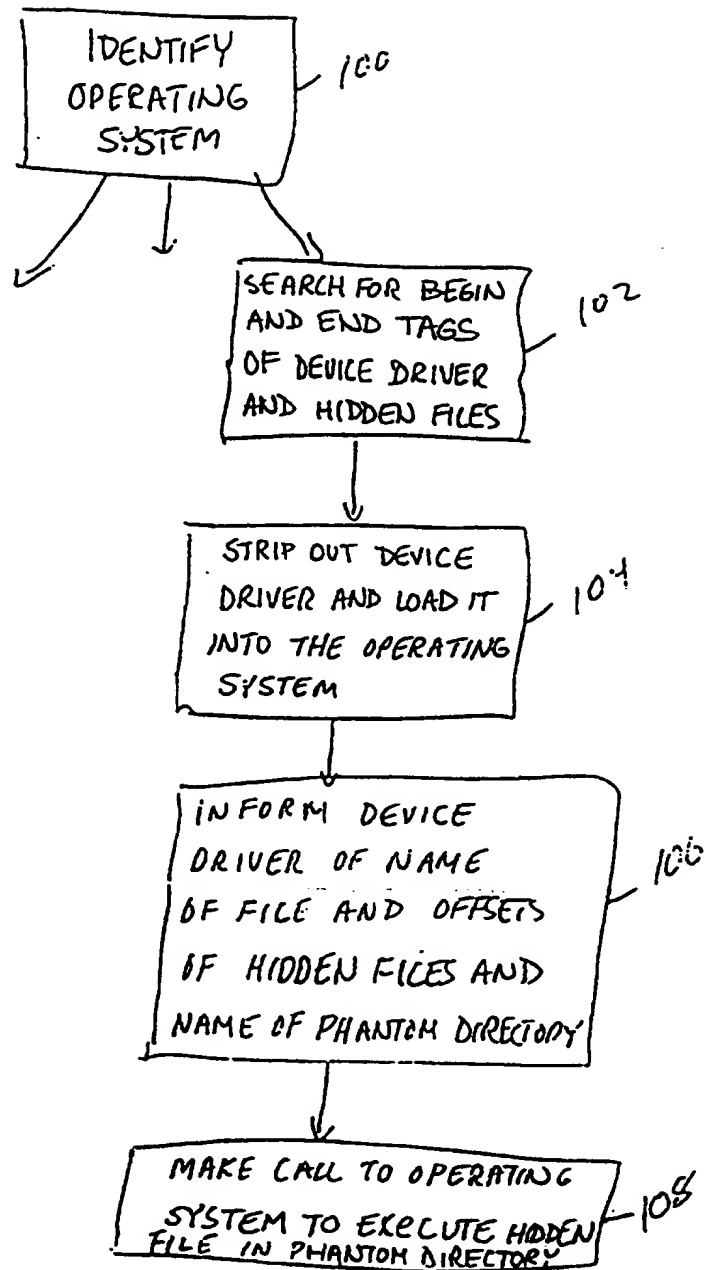 IDENTIFY
OPERATING
SYSTEM
100
SEARCH FOR BEGIN
AND END TAGS
OF DEVICE DRIVER
AND HIDDEN FILES
102
STRIP OUT DEVICE
DRIVER AND LOAD IT
INTO THE OPERATING
SYSTEM
104
INFORM DEVICE
DRIVER OF NAME
OF FILE AND OFFSETS
OF HIDDEN FILES AND
NAME OF PHANTOM DIRECTORY
106
MAKE CALL TO OPERATING
SYSTEM TO EXECUTE HIDDEN
FILE IN PHANTOM DIRECTORY
108